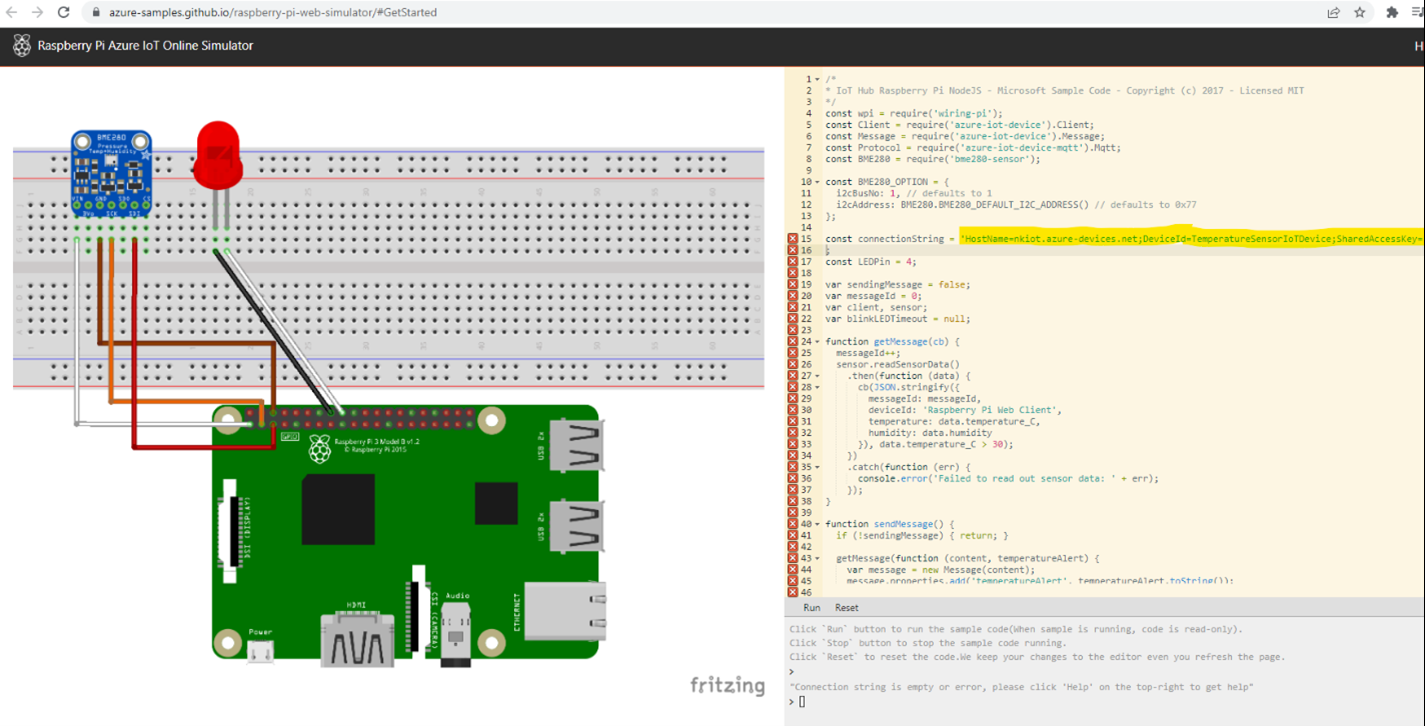 azure-samples.github.io/raspberry-pi-web-simulator/#GetStarted
Raspberry Pi Azure IoT Online Simulator
H
BME280
Pressure
Temp+Humidity
VIN GND SDO CS
3Vo SCK SDI
GPIO
Raspberry Pi 3 Model B v1.2
© Raspberry Pi 2015
USB 2x
USB 2x
DSI (DISPLAY)
CSI (CAMERA)
Audio
ETHERNET
HDMI
Power
fritzing
1 /*
2 * IoT Hub Raspberry Pi NodeJS - Microsoft Sample Code - Copyright (c) 2017 - Licensed MIT
3 */
4 const wpi = require('wiring-pi');
5 const Client = require('azure-iot-device').Client;
6 const Message = require('azure-iot-device').Message;
7 const Protocol = require('azure-iot-device-mqtt').Mqtt;
8 const BME280 = require('bme280-sensor');
9
10 const BME280_OPTION = {
11 i2cBusNo: 1, // defaults to 1
12 i2cAddress: BME280.BME280_DEFAULT_I2C_ADDRESS() // defaults to 0x77
13 };
14
15 const connectionString = 'HostName=nkiot.azure-devices.net;DeviceId=TemperatureSensorIoTDevice;SharedAccessKey=
16 ;
17 const LEDPin = 4;
18
19 var sendingMessage = false;
20 var messageId = 0;
21 var client, sensor;
22 var blinkLEDTimeout = null;
23
24 function getMessage(cb) {
25 messageId++;
26 sensor.readSensorData()
27 .then(function (data) {
28 cb(JSON.stringify({
29 messageId: messageId,
30 deviceId: 'Raspberry Pi Web Client',
31 temperature: data.temperature_C,
32 humidity: data.humidity
33 }), data.temperature_C > 30);
34 })
35 .catch(function (err) {
36 console.error('Failed to read out sensor data: ' + err);
37 });
38 }
39
40 function sendMessage() {
41 if (!sendingMessage) { return; }
42
43 getMessage(function (content, temperatureAlert) {
44 var message = new Message(content);
45 message.properties.add('temperatureAlert', temperatureAlert.toString());
46
Run Reset
Click `Run` button to run the sample code(When sample is running, code is read-only).
Click `Stop` button to stop the sample code running.
Click `Reset` to reset the code.We keep your changes to the editor even you refresh the page.
>
"Connection string is empty or error, please click 'Help' on the top-right to get help"
>